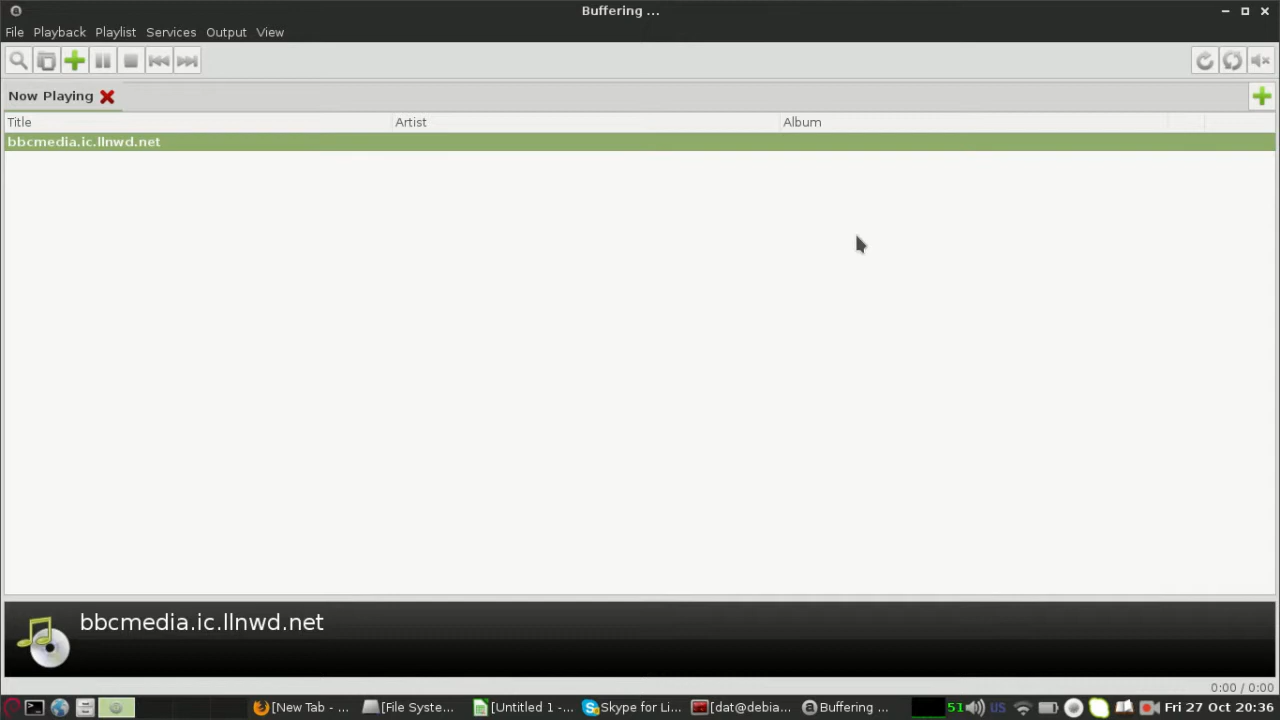 Buffering ...
File Playback Playlist Services Output View
Now Playing
Title Artist Album
bbcmedia.ic.llnwd.net
bbcmedia.ic.llnwd.net
0:00 / 0:00
[New Tab - ... [File Syste... [Untitled 1 -... Skype for Li... [dat@debia... Buffering ... 51 US Fri 27 Oct 20:36